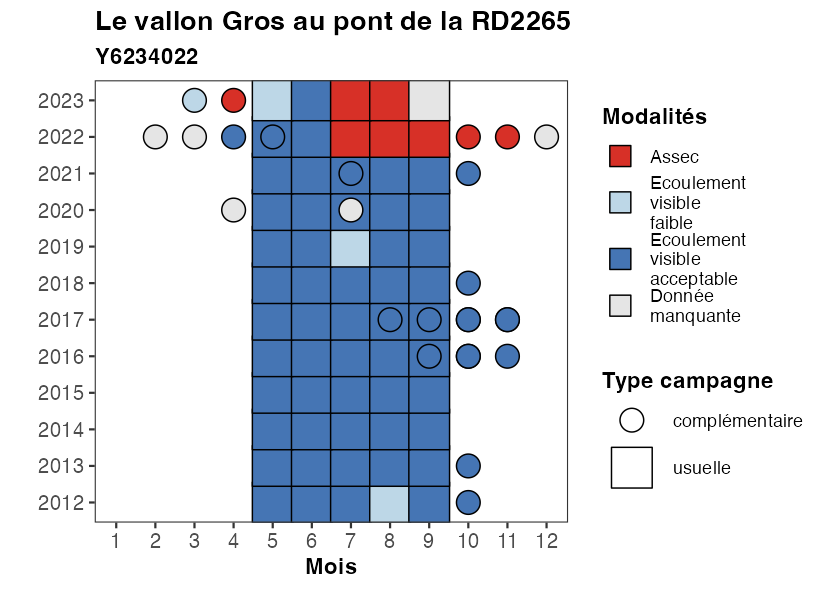 Le vallon Gros au pont de la RD2265
Y6234022
2023
2022
2021
2020
2019
2018
2017
2016
2015
2014
2013
2012
1 2 3 4 5 6 7 8 9 10 11 12
Mois
Modalités
Assec
Ecoulement
visible
faible
Ecoulement
visible
acceptable
Donnée
manquante
Type campagne
complémentaire
usuelle